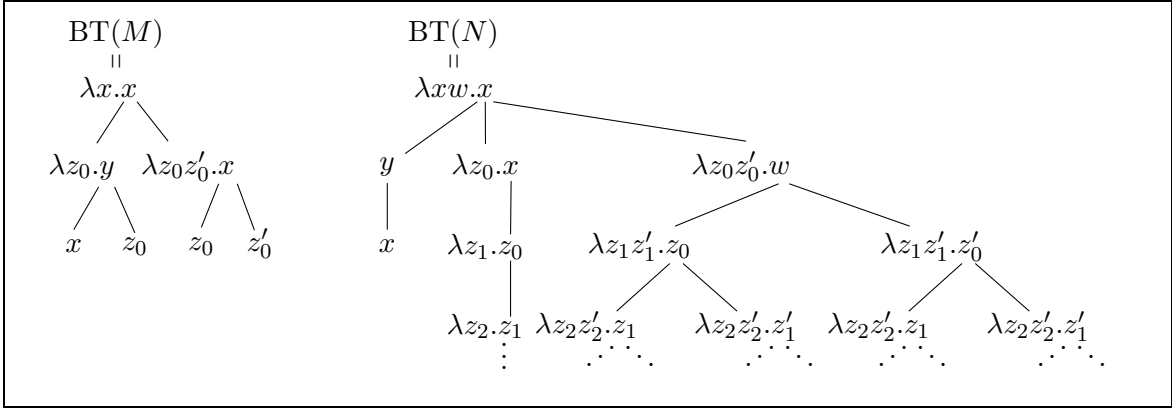 BT(M) BT(N)
= =
λx.x λxw.x
λz₀.y λz₀z′₀.x y λz₀.x λz₀z′₀.w
x z₀ z₀ z′₀ x λz₁.z₀ λz₁z′₁.z₀ λz₁z′₁.z′₀
λz₂.z₁ λz₂z′₂.z₁ λz₂z′₂.z′₁ λz₂z′₂.z₁ λz₂z′₂.z′₁